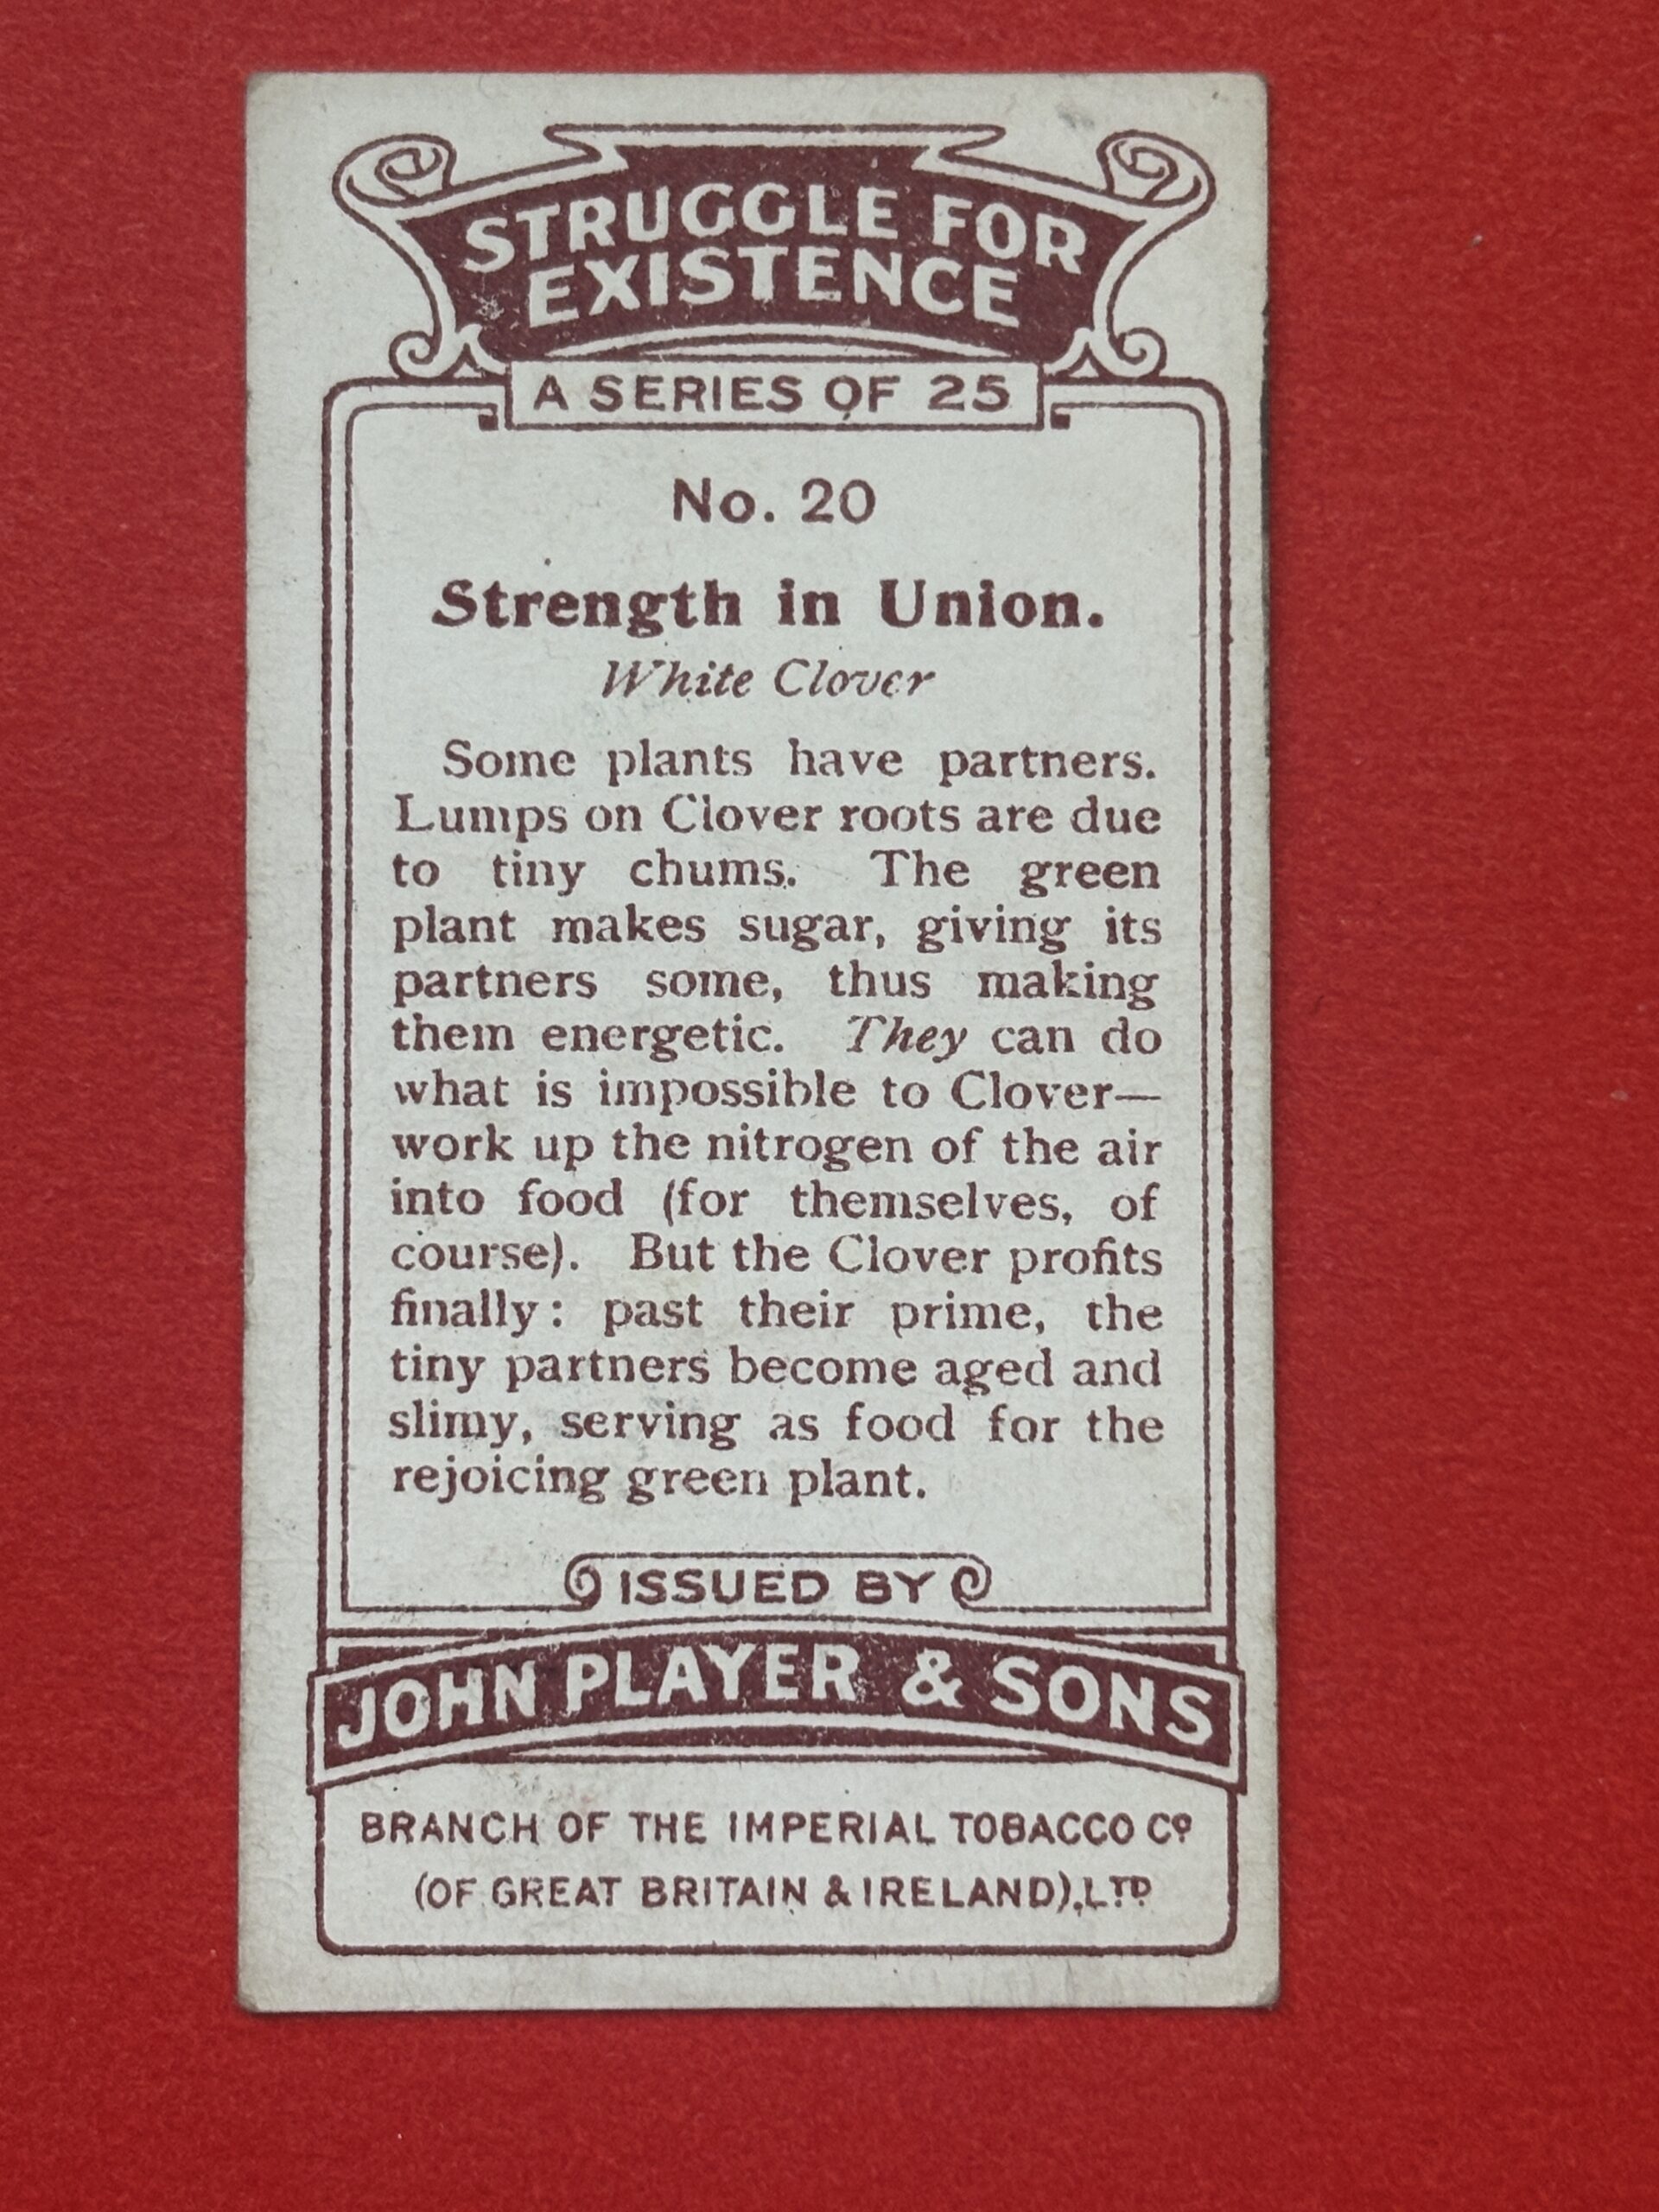 STRUGGLE FOR
EXISTENCE
A SERIES OF 25
No. 20
Strength in Union.
White Clover
Some plants have partners.
Lumps on Clover roots are due
to tiny chums. The green
plant makes sugar, giving its
partners some, thus making
them energetic. They can do
what is impossible to Clover—
work up the nitrogen of the air
into food (for themselves, of
course). But the Clover profits
finally: past their prime, the
tiny partners become aged and
slimy, serving as food for the
rejoicing green plant.
ISSUED BY
JOHN PLAYER & SONS
BRANCH OF THE IMPERIAL TOBACCO Cº
(OF GREAT BRITAIN & IRELAND), LTD